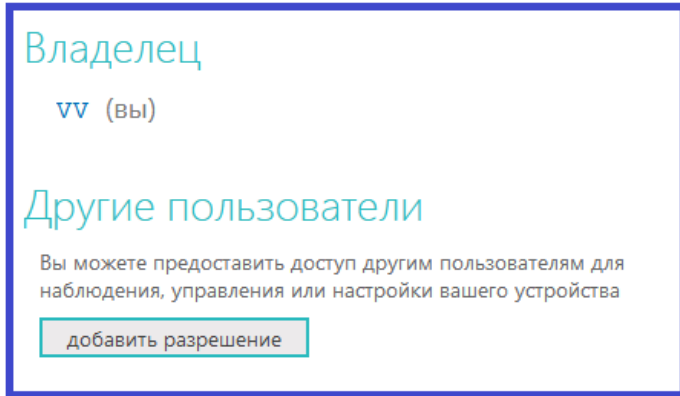 Владелец
vv (вы)
Другие пользователи
Вы можете предоставить доступ другим пользователям для
наблюдения, управления или настройки вашего устройства
добавить разрешение